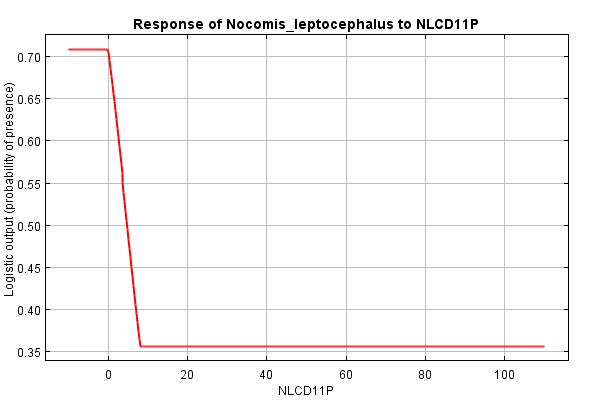 Response of Nocomis_leptocephalus to NLCD11P
Logistic output (probability of presence)
0.70
0.65
0.60
0.55
0.50
0.45
0.40
0.35
0 20 40 60 80 100
NLCD11P